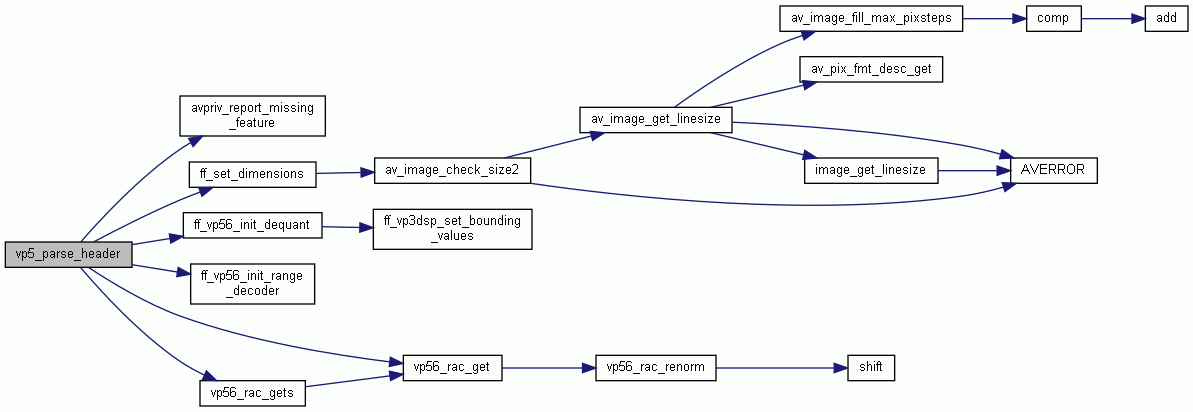 vp5_parse_header
avpriv_report_missing
_feature
ff_set_dimensions
ff_vp56_init_dequant
ff_vp56_init_range
_decoder
vp56_rac_gets
av_image_check_size2
ff_vp3dsp_set_bounding
_values
vp56_rac_get
av_image_get_linesize
vp56_rac_renorm
av_image_fill_max_pixsteps
av_pix_fmt_desc_get
image_get_linesize
shift
comp
AVERROR
add